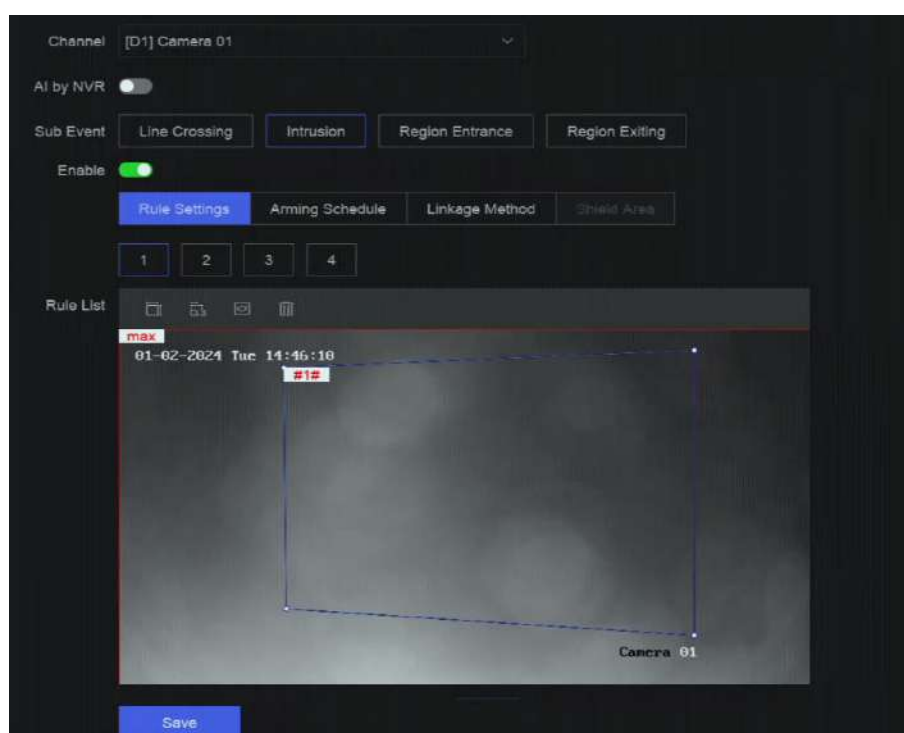 Channel [D1] Camera 01
AI by NVR
Sub Event Line Crossing Intrusion Region Entrance Region Exiting
Enable
Rule Settings Arming Schedule Linkage Method Shield Area
1 2 3 4
Rule List
max
01-02-2024 Tue 14:46:10
#1#
Camera 01
Save